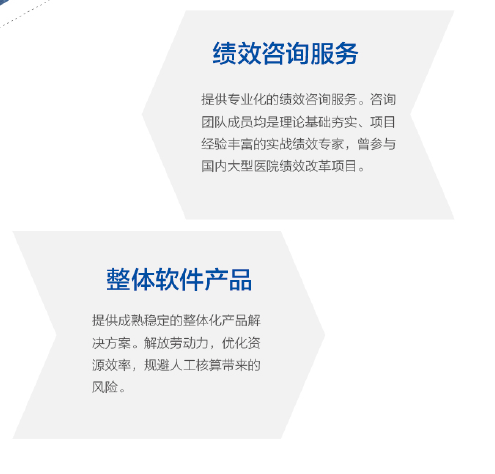 绩效咨询服务
提供专业化的绩效咨询服务。咨询
团队成员均是理论基础夯实、项目
经验丰富的实战绩效专家，曾参与
国内大型医院绩效改革项目。
整体软件产品
提供成熟稳定的整体化产品解
决方案。解放劳动力，优化资
源效率，规避人工核算带来的
风险。